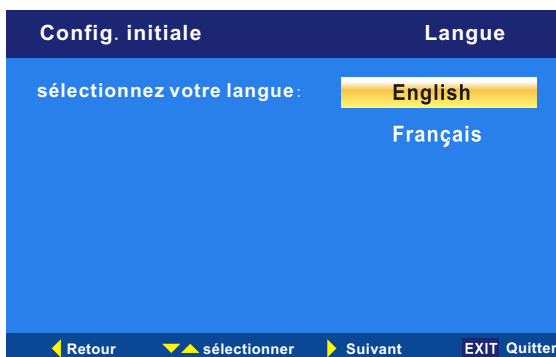 Config. initiale Langue
sélectionnez votre langue: English
Français
Retour sélectionner Suivant EXIT Quitter